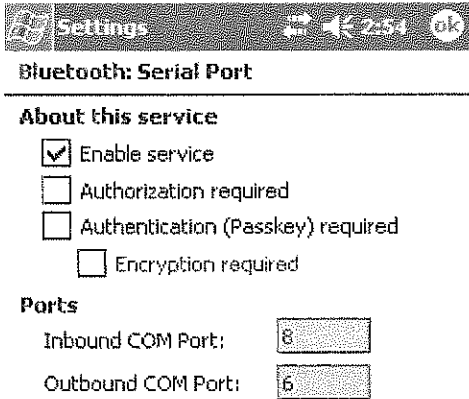 Settings 2:54 ok
Bluetooth: Serial Port
About this service
Enable service
Authorization required
Authentication (Passkey) required
Encryption required
Ports
Inbound COM Port: 8
Outbound COM Port: 6